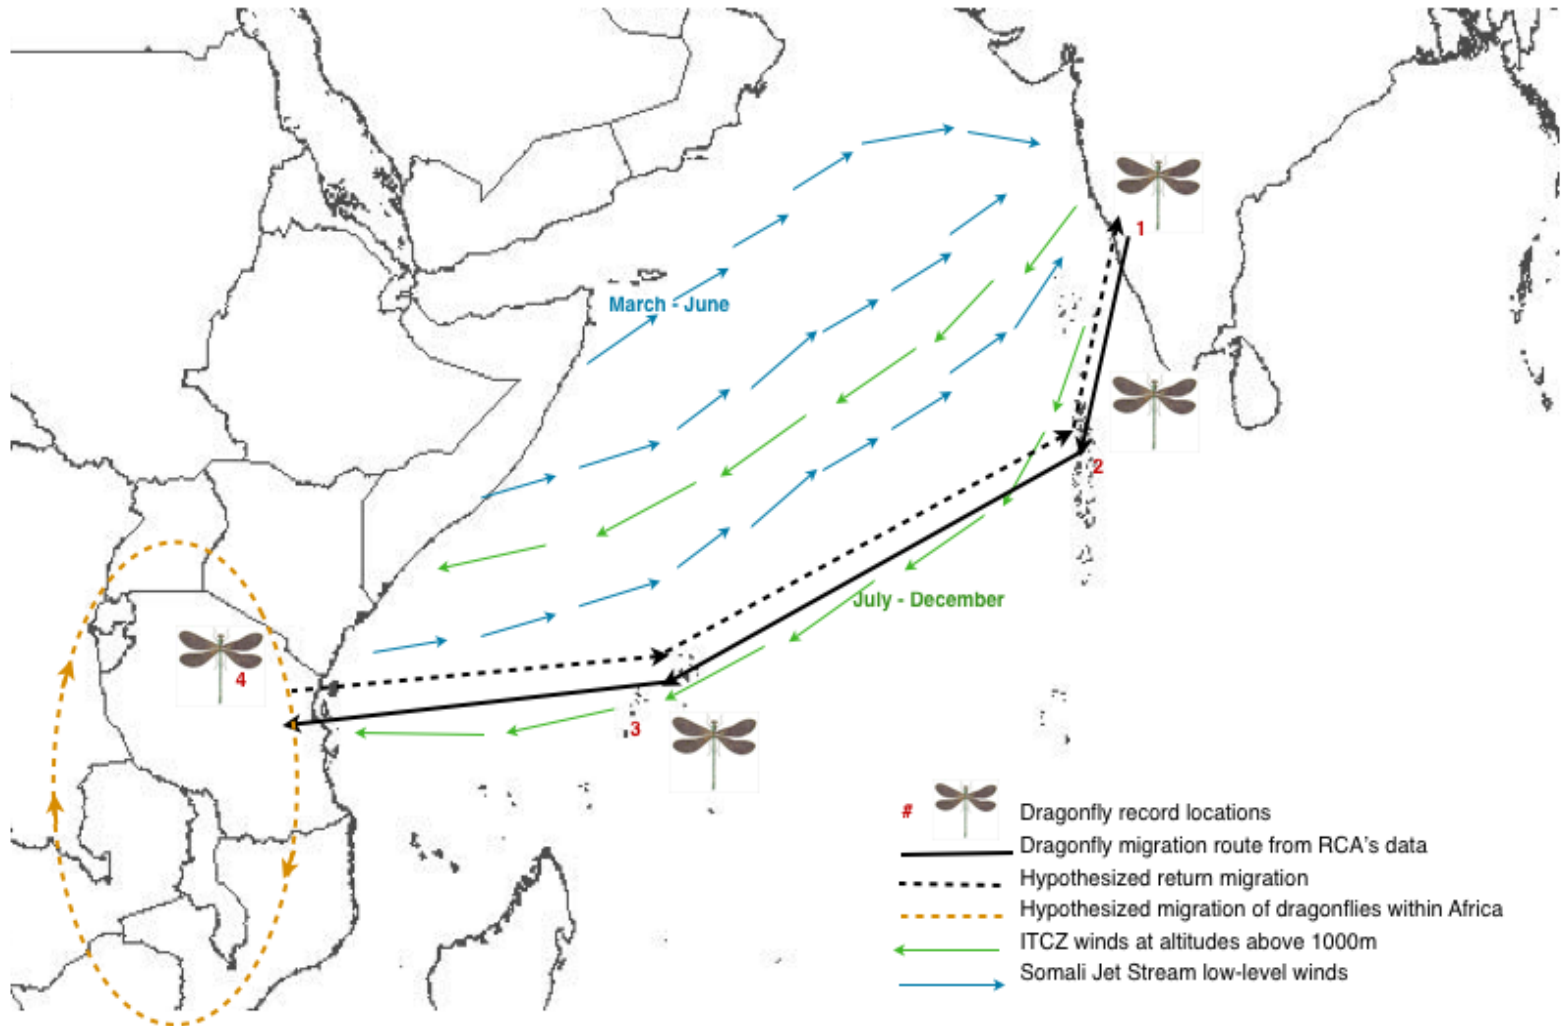 1
March - June
2
July - December
4
3
# Dragonfly record locations
Dragonfly migration route from RCA's data
Hypothesized return migration
Hypothesized migration of dragonflies within Africa
ITCZ winds at altitudes above 1000m
Somali Jet Stream low-level winds